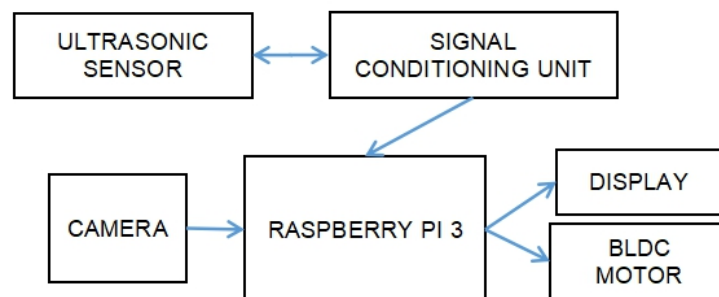 ULTRASONIC
SENSOR
SIGNAL
CONDITIONING UNIT
CAMERA
RASPBERRY PI 3
DISPLAY
BLDC
MOTOR